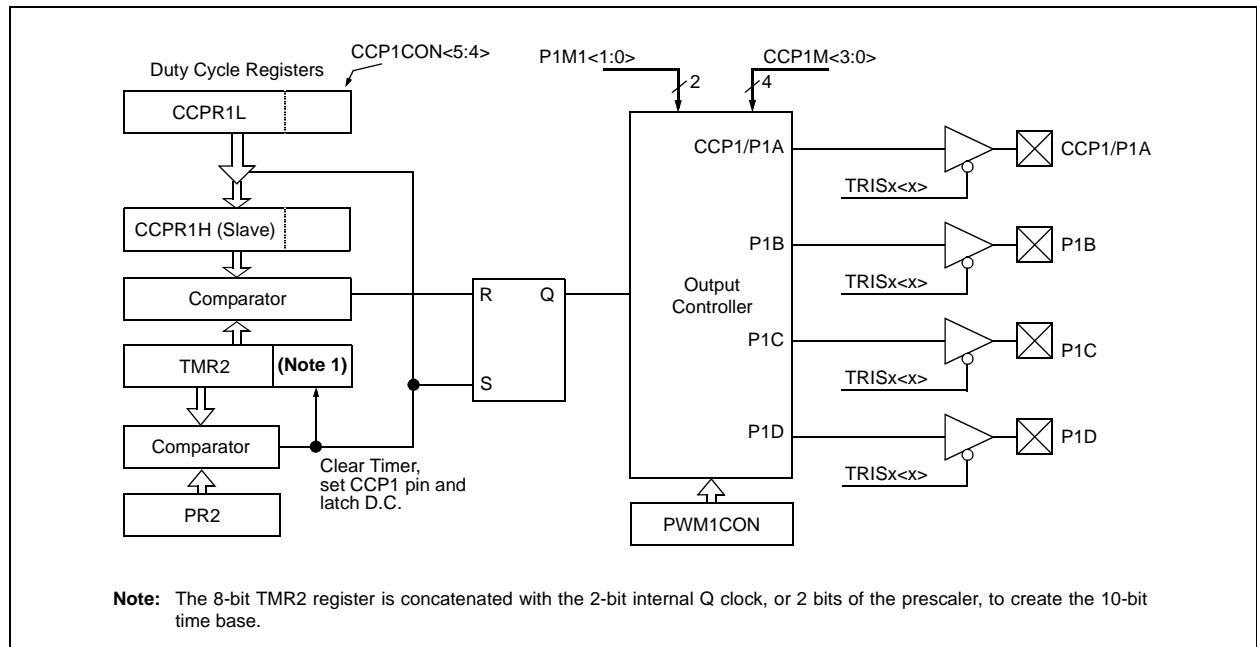 CCP1CON<5:4>
Duty Cycle Registers
CCPR1L
CCPR1H (Slave)
Comparator
TMR2
(Note 1)
Comparator
PR2
Clear Timer,
set CCP1 pin and
latch D.C.
R
Q
S
P1M1<1:0>
2
CCP1M<3:0>
4
Output
Controller
CCP1/P1A
P1B
P1C
P1D
PWM1CON
TRISx<x>
CCP1/P1A
TRISx<x>
P1B
TRISx<x>
P1C
TRISx<x>
P1D
Note: The 8-bit TMR2 register is concatenated with the 2-bit internal Q clock, or 2 bits of the prescaler, to create the 10-bit
time base.